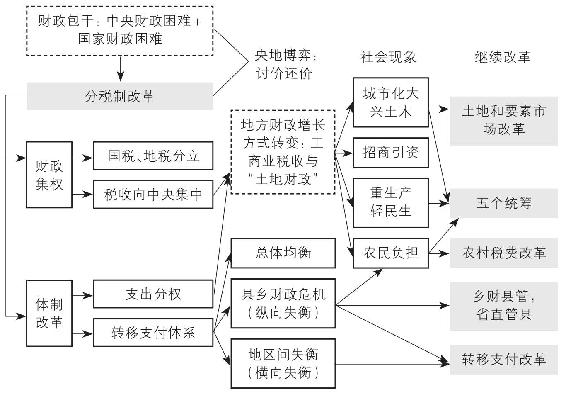 财政包干：中央财政困难+
国家财政困难
央地博弈：
讨价还价
社会现象
继续改革
分税制改革
城市化大
兴土木
土地和要素市
场改革
地方财政增长
方式转变：工
商业税收与
“土地财政”
财政
集权
国税、地税分立
招商引资
税收向中央集中
重生产
轻民生
五个统筹
总体均衡
农民负担
农村税费改革
体制
改革
支出分权
县乡财政危机
（纵向失衡）
乡财县管，
省直管县
转移支付体系
地区间失衡
（横向失衡）
转移支付改革